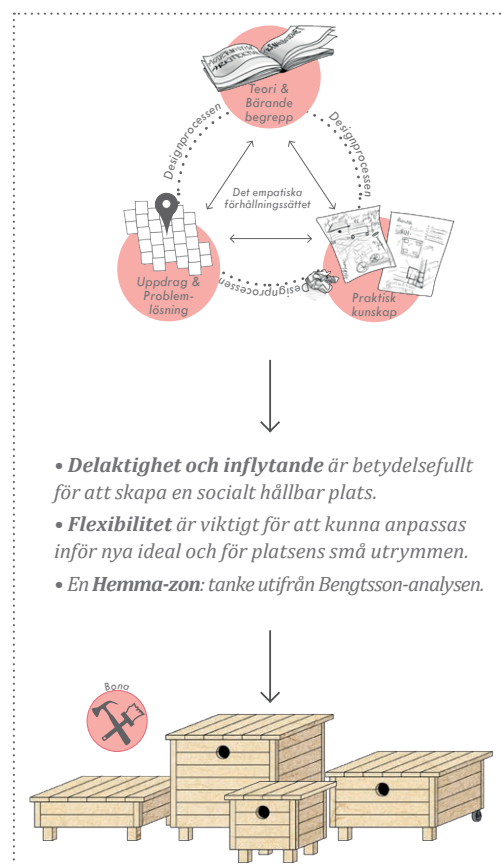 MODERNISTISK
ARKITEKTUR
Teori &
Bärande
begrepp
Designprocessen
Designprocessen
Det empatiska
förhållningssättet
Uppdrag &
Problem-
lösning
Designprocessen
Praktisk
kunskap
• Delaktighet och inflytande är betydelsefullt
för att skapa en socialt hållbar plats.
• Flexibilitet är viktigt för att kunna anpassas
inför nya ideal och för platsens små utrymmen.
• En Hemma-zon: tanke utifrån Bengtsson-analysen.
Bona